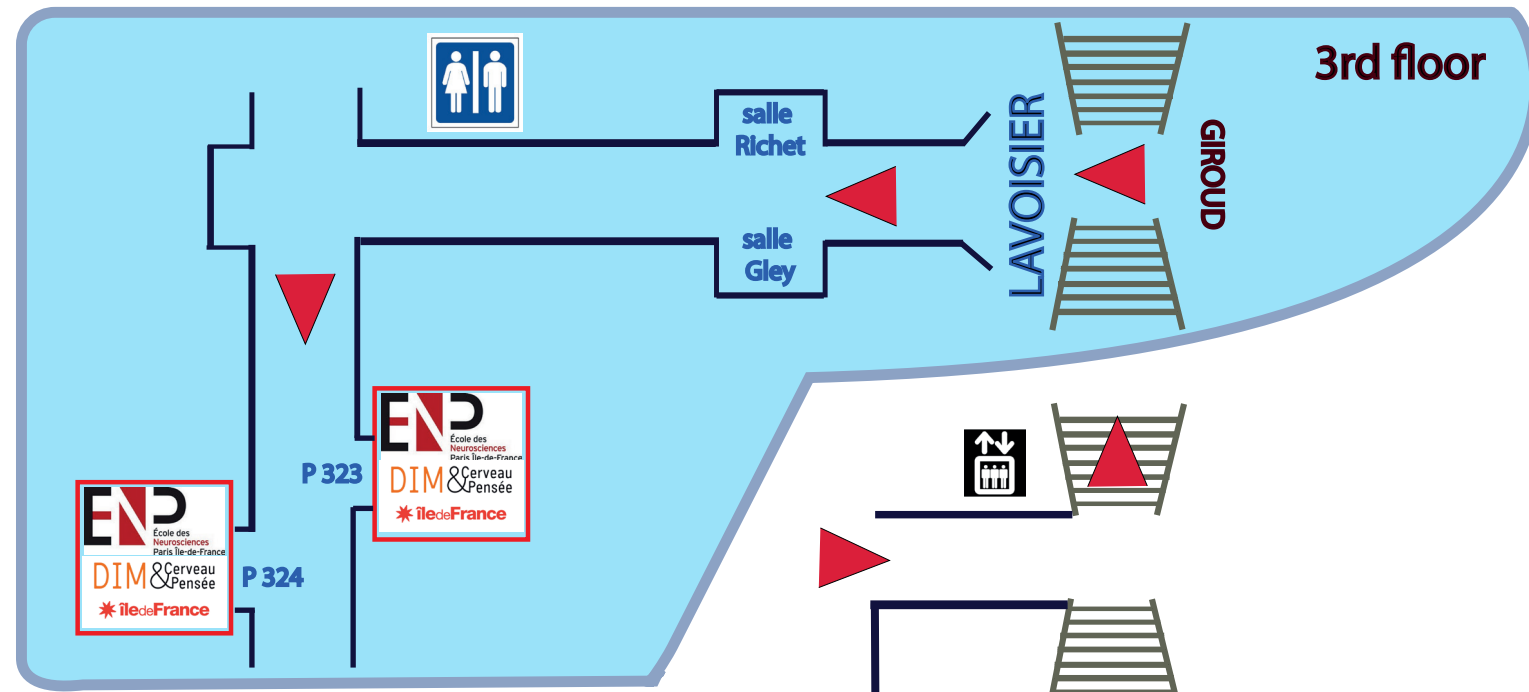 3rd floor
salle
Richet
LAVOISIER
GIROUD
salle
Gley
ENP
École des
Neurosciences
Paris Île-de-France
DIM & Cerveau
Pensée
îledeFrance
P 323
ENP
École des
Neurosciences
Paris Île-de-France
DIM & Cerveau
Pensée
îledeFrance
P 324